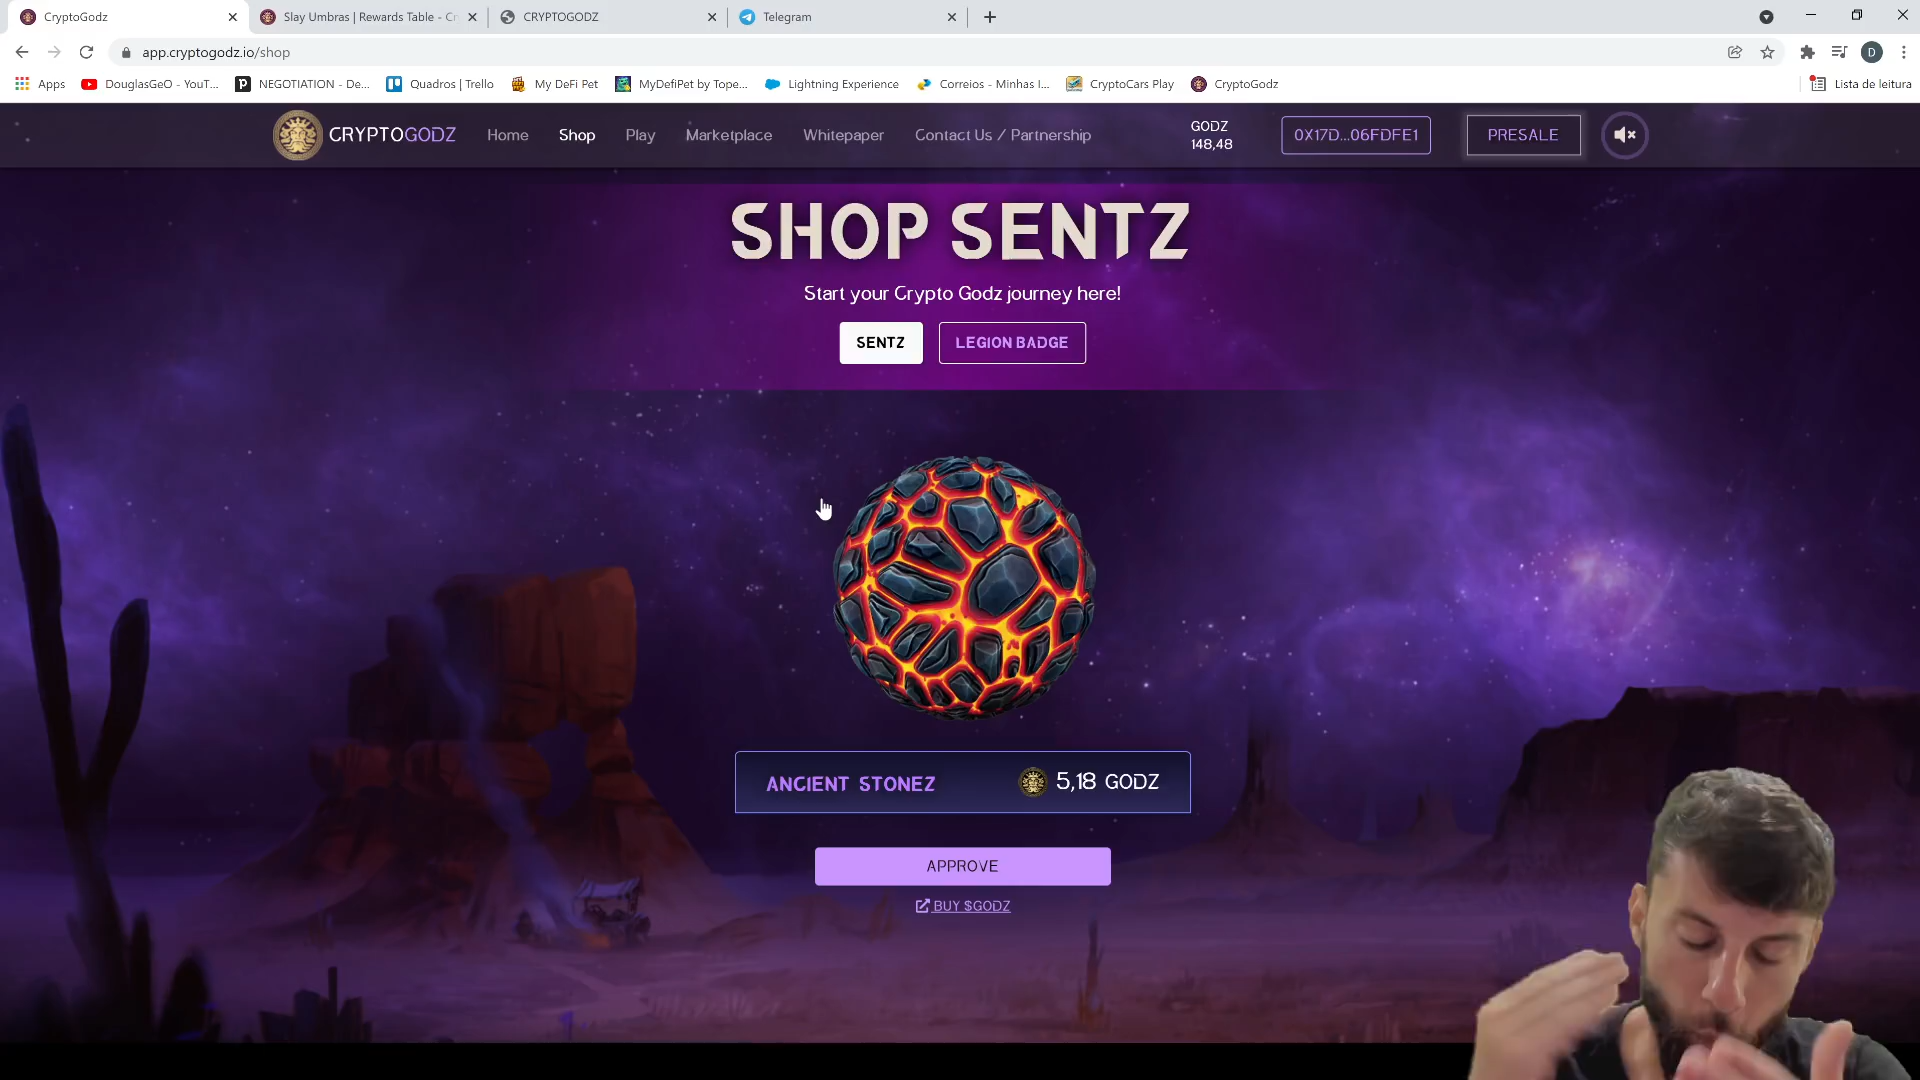 CryptoGodz
Slay Umbras | Rewards Table - Cr
CRYPTOGODZ
Telegram
app.cryptogodz.io/shop
D
Apps
DouglasGeO - YouT...
NEGOTIATION - De...
Quadros | Trello
My DeFi Pet
MyDefiPet by Tope...
Lightning Experience
Correios - Minhas I...
CryptoCars Play
CryptoGodz
Lista de leitura
CRYPTOGODZ
Home
Shop
Play
Marketplace
Whitepaper
Contact Us / Partnership
GODZ
148,48
0X17D...06FDFE1
PRESALE
SHOP SENTZ
Start your Crypto Godz journey here!
SENTZ
LEGION BADGE
ANCIENT STONEZ
5,18 GODZ
APPROVE
BUY $GODZ